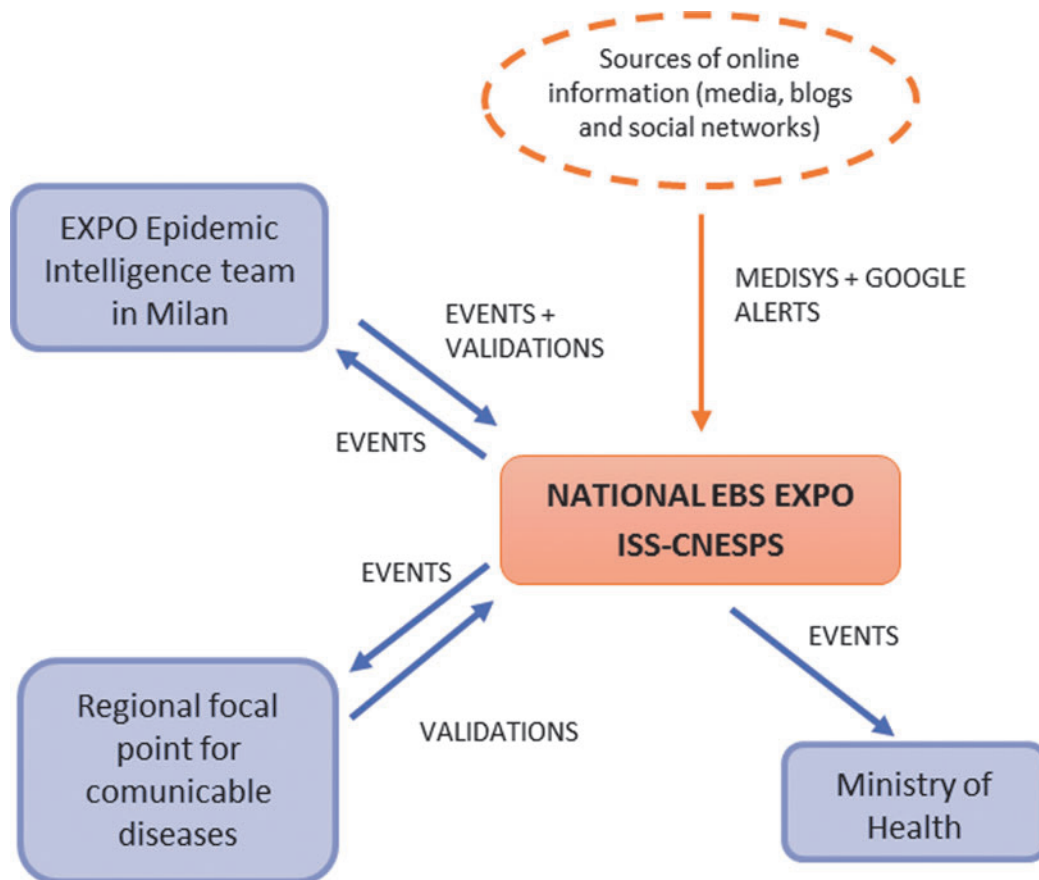 Sources of online
information (media, blogs
and social networks)
EXPO Epidemic
Intelligence team
in Milan
MEDISYS + GOOGLE
ALERTS
EVENTS +
VALIDATIONS
EVENTS
NATIONAL EBS EXPO
ISS-CNESPS
EVENTS
EVENTS
Regional focal
point for
comunicable
diseases
VALIDATIONS
Ministry of
Health